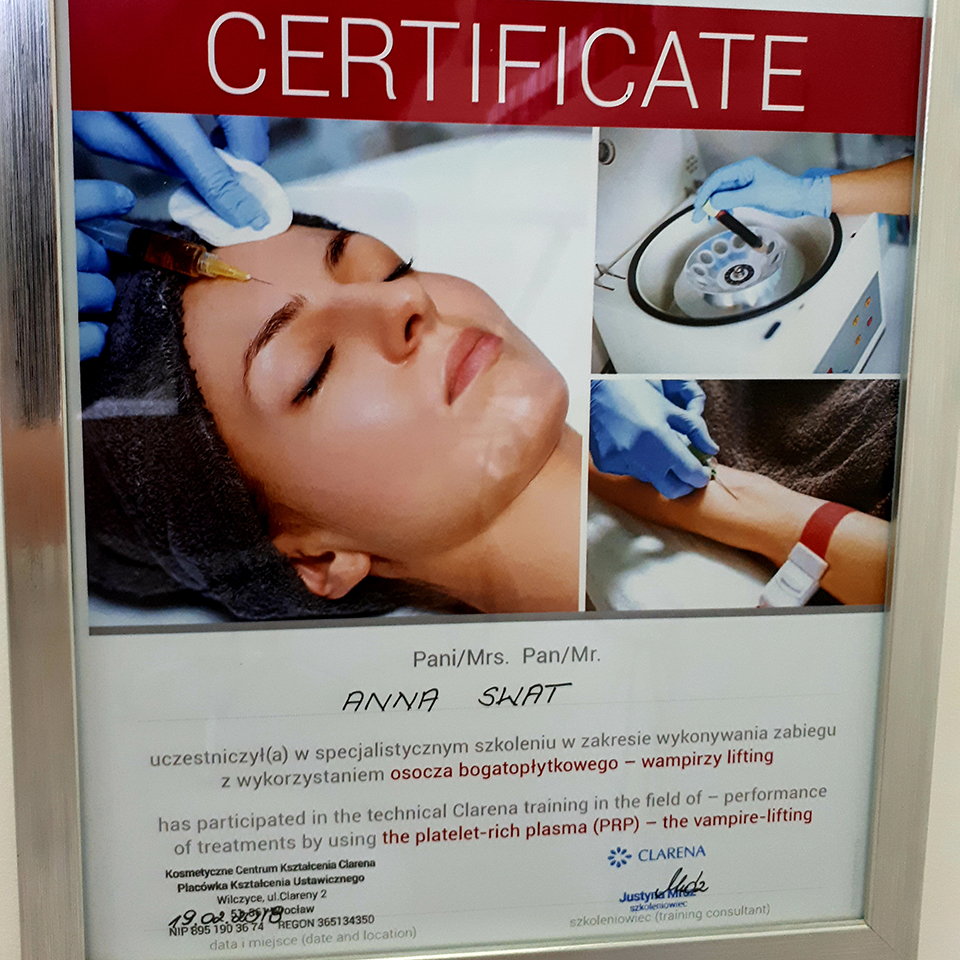 CERTIFICATE
Pani/Mrs. Pan/Mr.
ANNA SWAT
uczestniczył(a) w specjalistycznym szkoleniu w zakresie wykonywania zabiegu
z wykorzystaniem osocza bogatopłytkowego – wampirzy lifting
has participated in the technical Clarena training in the field of – performance
of treatments by using the platelet-rich plasma (PRP) – the vampire-lifting
Kosmetyczne Centrum Kształcenia Clarena
Placówka Kształcenia Ustawicznego
Wilczyce, ul.Clareny 2
Wrocław
19.02.2018
NIP 895 190 36 74 REGON 365134350
data i miejsce (date and location)
CLARENA
Justyna Mróz
szkoleniowiec
szkoleniowiec (training consultant)